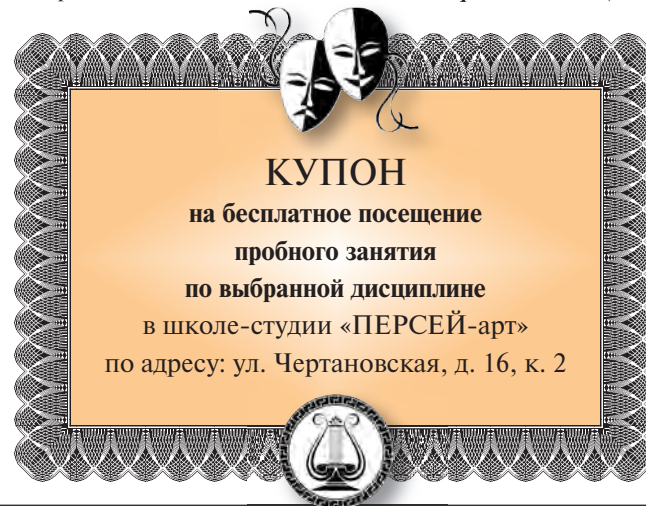 КУПОН
на бесплатное посещение
пробного занятия
по выбранной дисциплине
в школе-студии «ПЕРСЕЙ-арт»
по адресу: ул. Чертановская, д. 16, к. 2